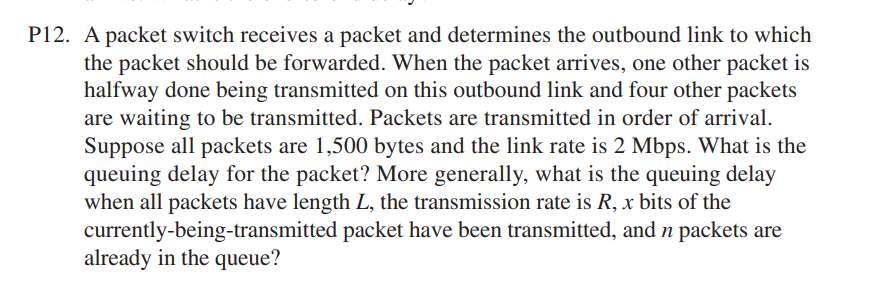 P12. A packet switch receives a packet and determines the outbound link to which
the packet should be forwarded. When the packet arrives, one other packet is
halfway done being transmitted on this outbound link and four other packets
are waiting to be transmitted. Packets are transmitted in order of arrival.
Suppose all packets are 1,500 bytes and the link rate is 2 Mbps. What is the
queuing delay for the packet? More generally, what is the queuing delay
when all packets have length L, the transmission rate is R, x bits of the
currently-being-transmitted packet have been transmitted, and n packets are
already in the queue?